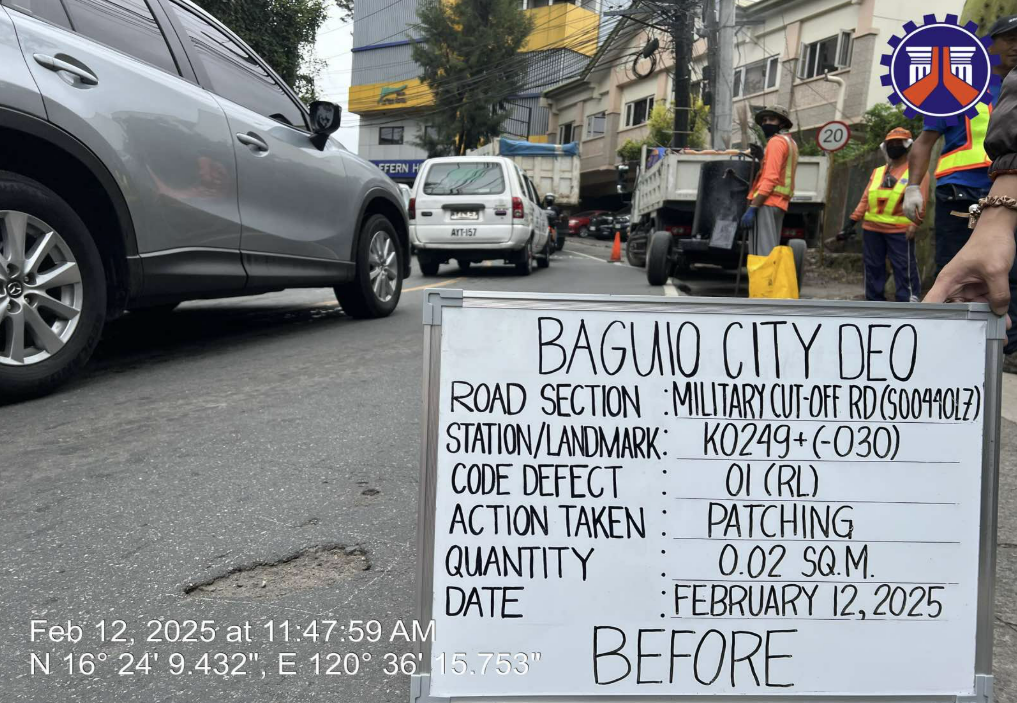 20
EFERN H
AYT-157
BAGUIO CITY DEO
ROAD SECTION : MILITARY CUT-OFF RD (S00440LZ)
STATION/LANDMARK: K0249+(-030)
CODE DEFECT : 01 (RL)
ACTION TAKEN : PATCHING
QUANTITY : 0.02 SQ.M.
DATE : FEBRUARY 12, 2025
BEFORE
Feb 12, 2025 at 11:47:59 AM
N 16° 24' 9.432", E 120° 36' 15.753"